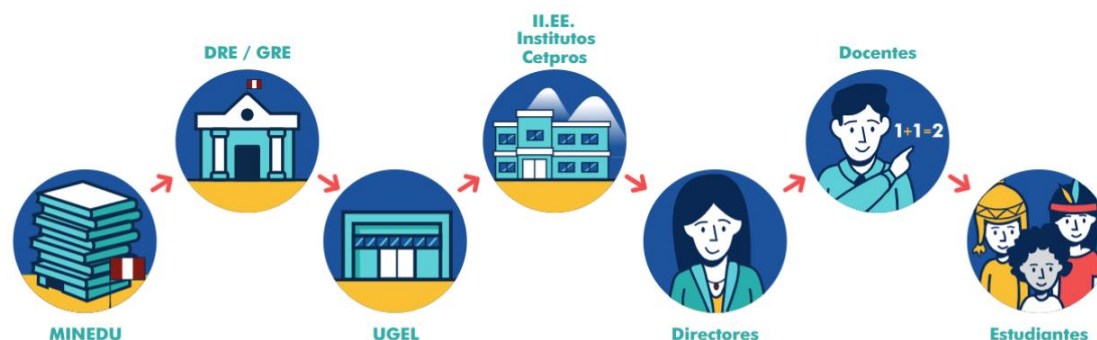 MINEDU
DRE / GRE
UGEL
II.EE.
Institutos
Cetpros
Directores
Docentes
1+1=2
Estudiantes